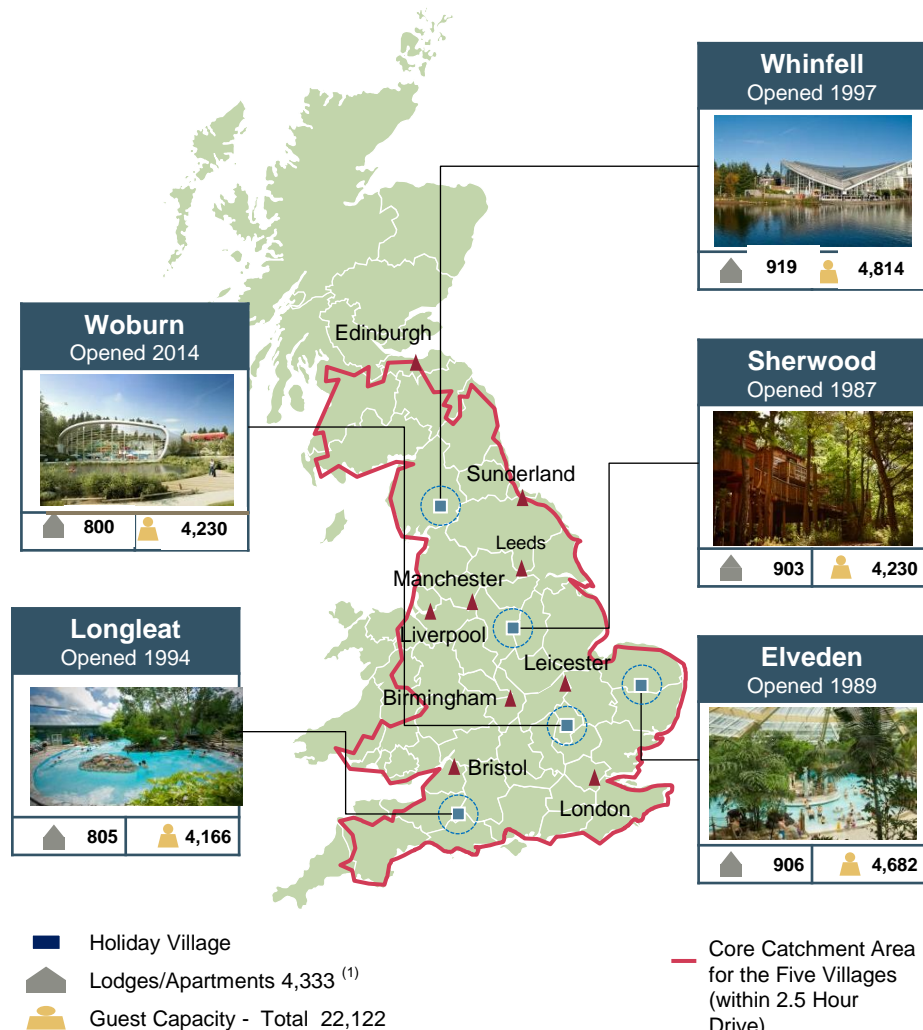 Whinfell
Opened 1997
919 4,814
Edinburgh
Woburn
Opened 2014
800 4,230
Sherwood
Opened 1987
903 4,230
Sunderland
Leeds
Manchester
Liverpool
Leicester
Birmingham
Bristol
London
Longleat
Opened 1994
805 4,166
Elveden
Opened 1989
906 4,682
Holiday Village
Lodges/Apartments 4,333 (1)
Guest Capacity - Total 22,122
Core Catchment Area
for the Five Villages
(within 2.5 Hour
Drive)